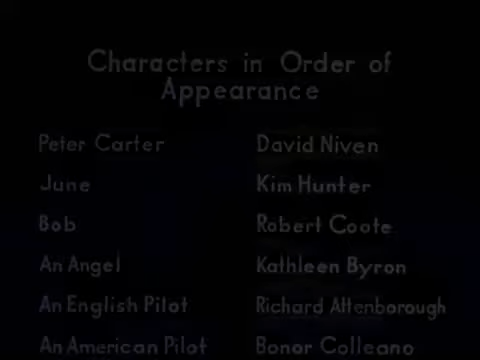 Characters in Order of
Appearance
Peter Carter David Niven
June Kim Hunter
Bob Robert Coote
An Angel Kathleen Byron
An English Pilot Richard Attenborough
An American Pilot Bonar Colleano